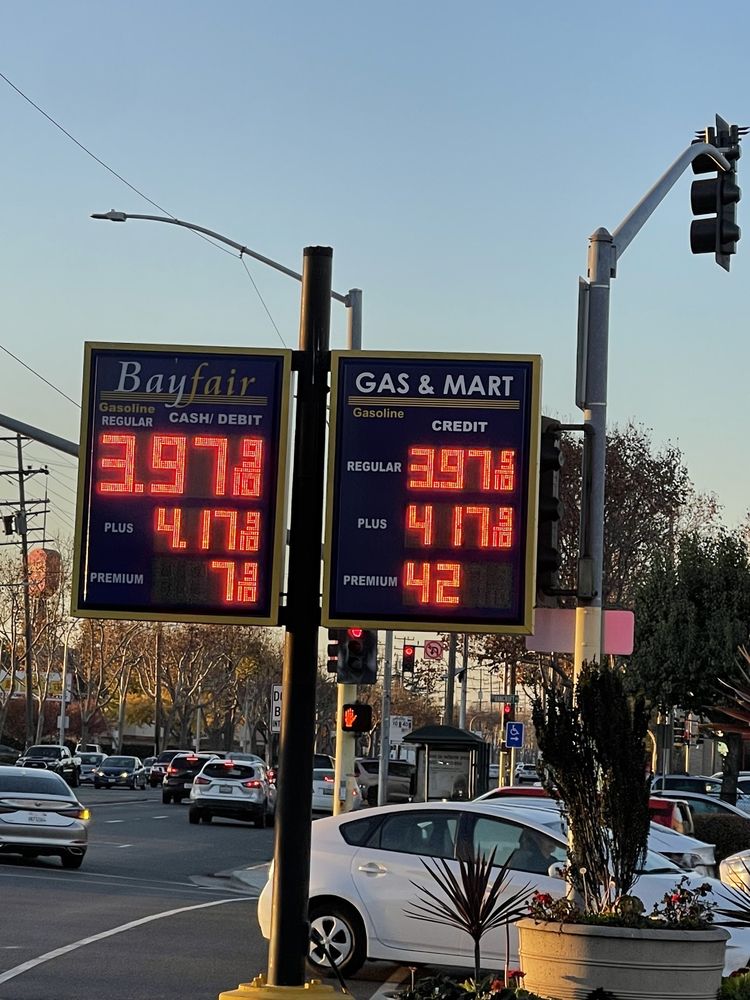 Bayfair
Gasoline
REGULAR CASH/ DEBIT
3.97 9/10
PLUS 4.17 9/10
PREMIUM 7 9/10
GAS & MART
Gasoline
CREDIT
REGULAR 3.97 9/10
PLUS 4 17 9/10
PREMIUM 42